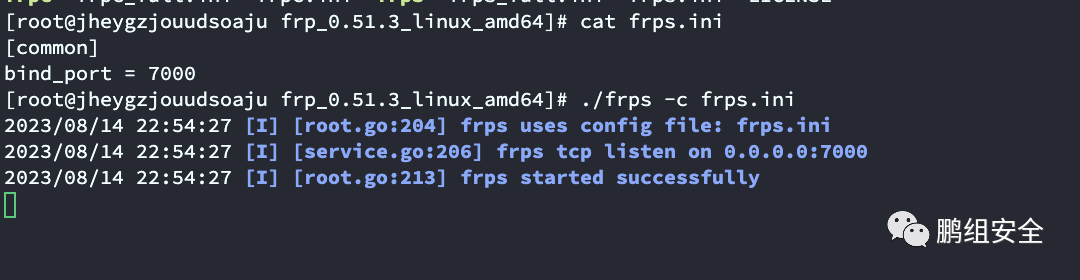 [root@jheygzjouudsoaju frp_0.51.3_linux_amd64]# cat frps.ini
[common]
bind_port = 7000
[root@jheygzjouudsoaju frp_0.51.3_linux_amd64]# ./frps -c frps.ini
2023/08/14 22:54:27 [I] [root.go:204] frps uses config file: frps.ini
2023/08/14 22:54:27 [I] [service.go:206] frps tcp listen on 0.0.0.0:7000
2023/08/14 22:54:27 [I] [root.go:213] frps started successfully
鹏组安全